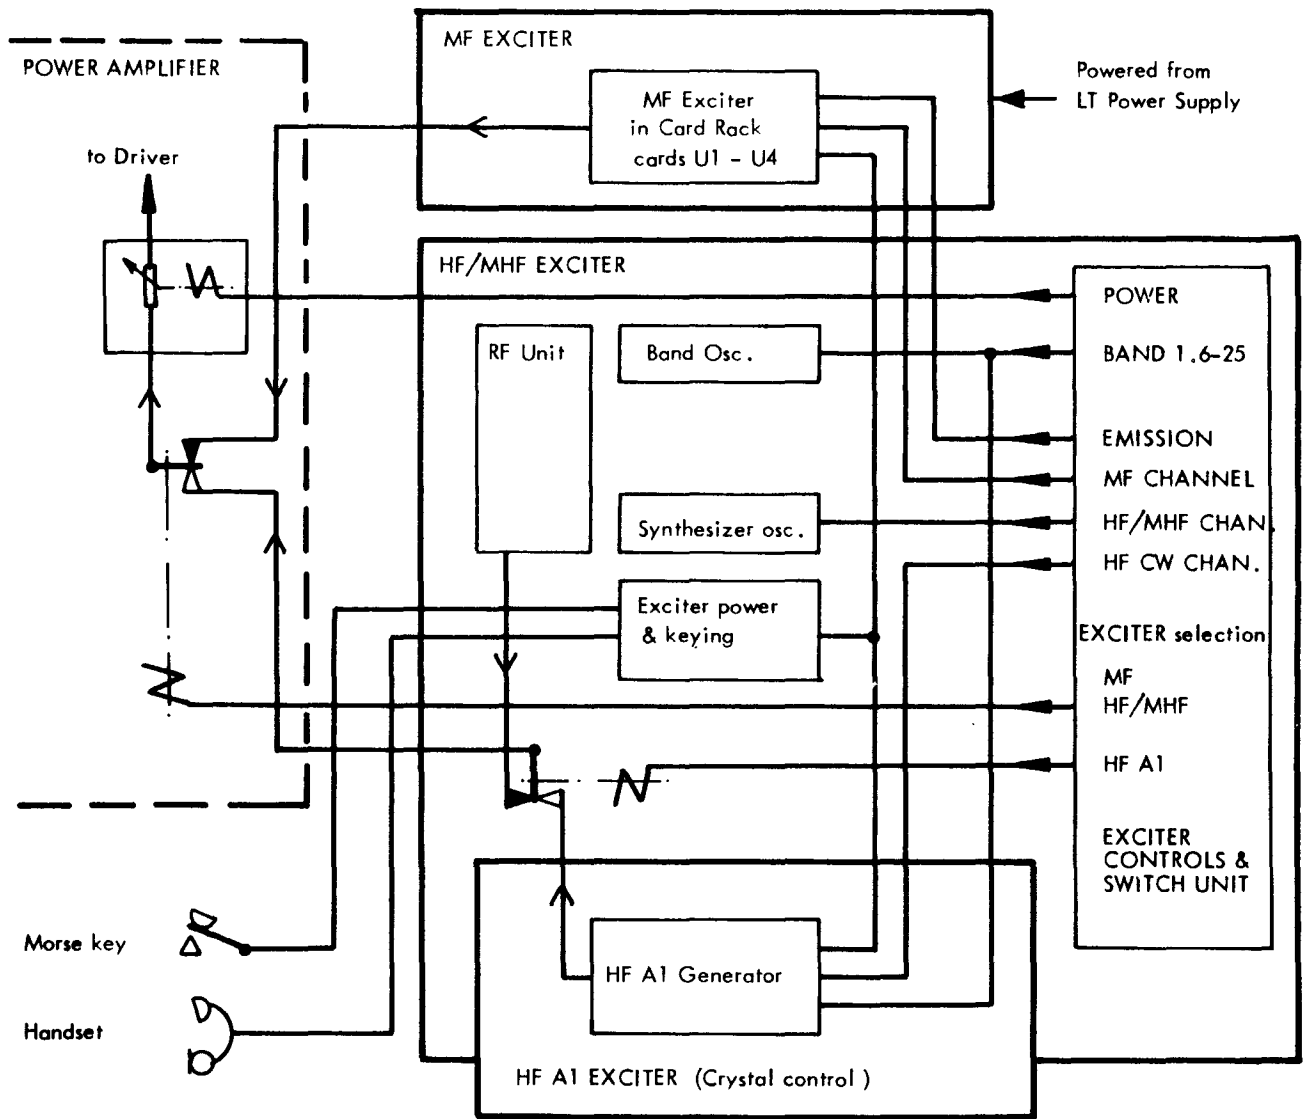 MF EXCITER
POWER AMPLIFIER
MF Exciter
in Card Rack
cards U1 - U4
Powered from
LT Power Supply
to Driver
HF/MHF EXCITER
POWER
RF Unit
Band Osc.
BAND 1.6-25
EMISSION
MF CHANNEL
Synthesizer osc.
HF/MHF CHAN.
HF CW CHAN.
Exciter power
& keying
EXCITER selection
MF
HF/MHF
HF A1
EXCITER
CONTROLS &
SWITCH UNIT
Morse key
HF A1 Generator
Handset
HF A1 EXCITER (Crystal control)